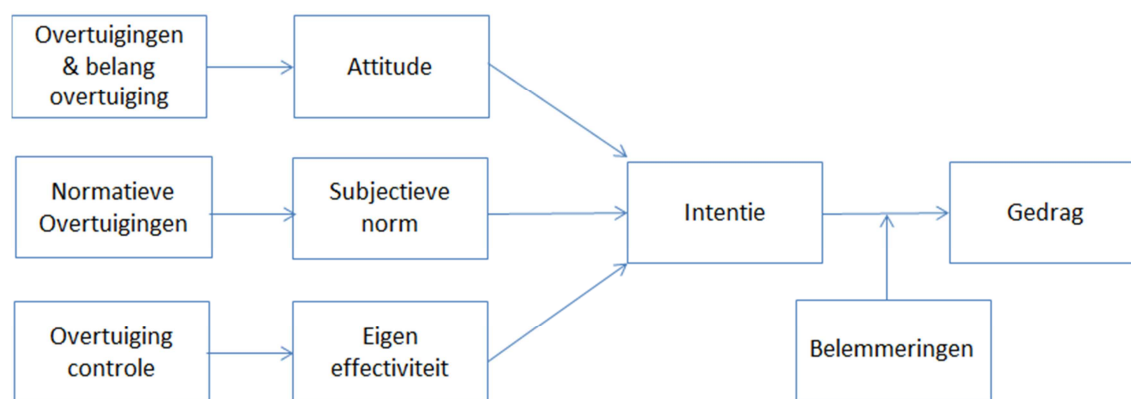 Overtuigingen
& belang
overtuiging
Attitude
Normatieve
Overtuigingen
Subjectieve
norm
Intentie
Gedrag
Overtuiging
controle
Eigen
effectiviteit
Belemmeringen